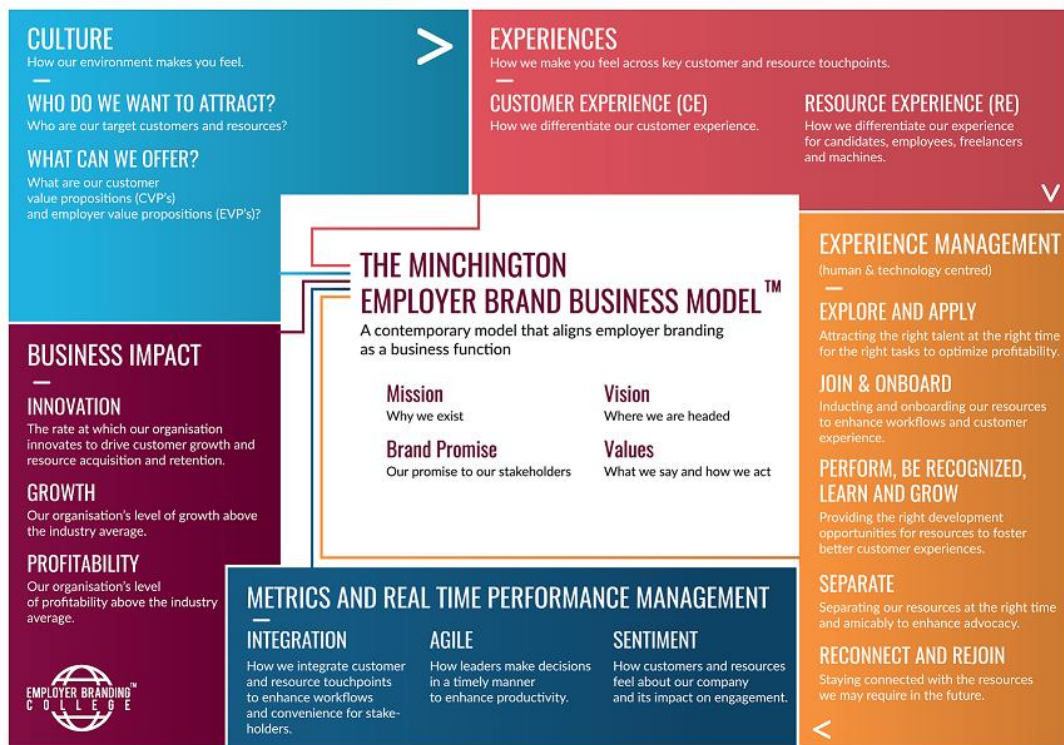 CULTURE
How our environment makes you feel.
WHO DO WE WANT TO ATTRACT?
Who are our target customers and resources?
WHAT CAN WE OFFER?
What are our customer
value propositions (CVP's)
and employer value propositions (EVP's)?
EXPERIENCES
How we make you feel across key customer and resource touchpoints.
CUSTOMER EXPERIENCE (CE)
How we differentiate our customer experience.
RESOURCE EXPERIENCE (RE)
How we differentiate our experience
for candidates, employees, freelancers
and machines.
THE MINCHINGTON
EMPLOYER BRAND BUSINESS MODEL™
A contemporary model that aligns employer branding
as a business function
Mission
Why we exist
Vision
Where we are headed
Brand Promise
Our promise to our stakeholders
Values
What we say and how we act
EXPERIENCE MANAGEMENT
(human & technology centred)
EXPLORE AND APPLY
Attracting the right talent at the right time
for the right tasks to optimize profitability.
JOIN & ONBOARD
Inducting and onboarding our resources
to enhance workflows and customer
experience.
PERFORM, BE RECOGNIZED,
LEARN AND GROW
Providing the right development
opportunities for resources to foster
better customer experiences.
SEPARATE
Separating our resources at the right time
and amicably to enhance advocacy.
RECONNECT AND REJOIN
Staying connected with the resources
we may require in the future.
METRICS AND REAL TIME PERFORMANCE MANAGEMENT
INTEGRATION
How we integrate customer
and resource touchpoints
to enhance workflows
and convenience for stake-
holders.
AGILE
How leaders make decisions
in a timely manner
to enhance productivity.
SENTIMENT
How customers and resources
feel about our company
and its impact on engagement.
BUSINESS IMPACT
INNOVATION
The rate at which our organisation
innovates to drive customer growth and
resource acquisition and retention.
GROWTH
Our organisation's level of growth above
the industry average.
PROFITABILITY
Our organisation's level
of profitability above the industry
average.
EMPLOYER BRANDING™
COLLEGE